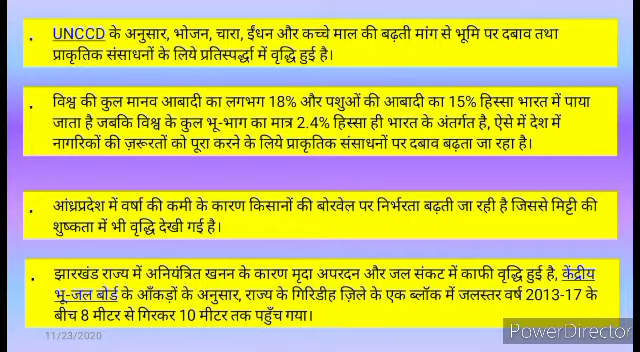 . UNCCD के अनुसार, भोजन, चारा, ईंधन और कच्चे माल की बढ़ती मांग से भूमि पर दबाव तथा
प्राकृतिक संसाधनों के लिये प्रतिस्पर्द्धा में वृद्धि हुई है।
. विश्व की कुल मानव आबादी का लगभग 18% और पशुओं की आबादी का 15% हिस्सा भारत में पाया
जाता है जबकि विश्व के कुल भू-भाग का मात्र 2.4% हिस्सा ही भारत के अंतर्गत है, ऐसे में देश में
नागरिकों की ज़रूरतों को पूरा करने के लिये प्राकृतिक संसाधनों पर दबाव बढ़ता जा रहा है।
. आंध्रप्रदेश में वर्षा की कमी के कारण किसानों की बोरवेल पर निर्भरता बढ़ती जा रही है जिससे मिट्टी की
शुष्कता में भी वृद्धि देखी गई है।
. झारखंड राज्य में अनियंत्रित खनन के कारण मृदा अपरदन और जल संकट में काफी वृद्धि हुई है, केंद्रीय
भू-जल बोर्ड के आँकड़ों के अनुसार, राज्य के गिरिडीह ज़िले के एक ब्लॉक में जलस्तर वर्ष 2013-17 के
बीच 8 मीटर से गिरकर 10 मीटर तक पहुँच गया।
11/23/2020
PowerDirector